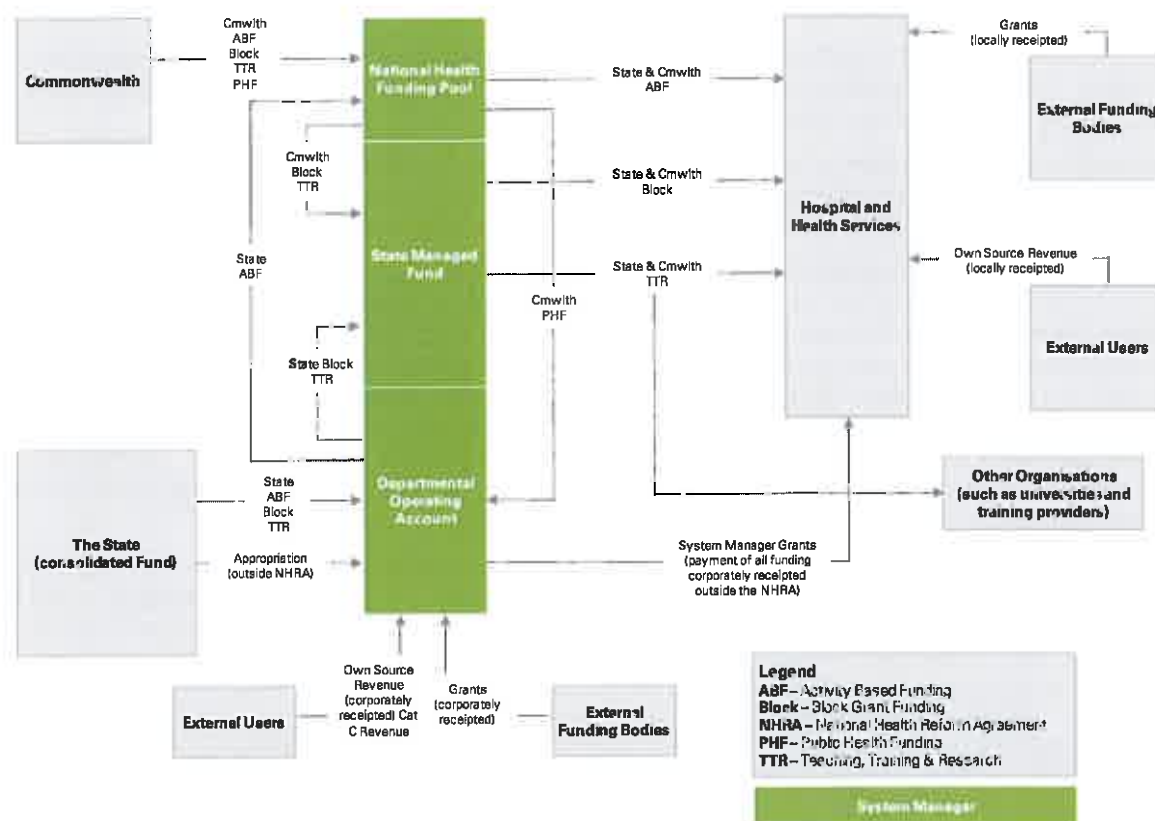 Cmwlth
ABF
Block
TTR
PHF
Commonwealth
National Health
Funding Pool
State & Cmwlth
ABF
Grants
(locally receipted)
External Funding
Bodies
Cmwlth
Block
TTR
State & Cmwlth
Block
Hospital and
Health Services
State
ABF
State Managed
Fund
State & Cmwlth
TTR
Own Source Revenue
(locally receipted)
Cmwlth
PHF
External Users
State Block
TTR
State
ABF
Block
TTR
Departmental
Operating
Account
Other Organisations
(such as universities and
training providers)
The State
(consolidated Fund)
Appropriation
(outside NHRA)
System Manager Grants
(payment of all funding
corporately receipted
outside the NHRA)
Own Source
Revenue
(corporately
receipted) Cat
C Revenue
Grants
(corporately
receipted)
External Users
External
Funding Bodies
Legend
ABF – Activity Based Funding
Block – Block Grant Funding
NHRA – National Health Reform Agreement
PHF – Public Health Funding
TTR – Teaching, Training & Research
System Manager